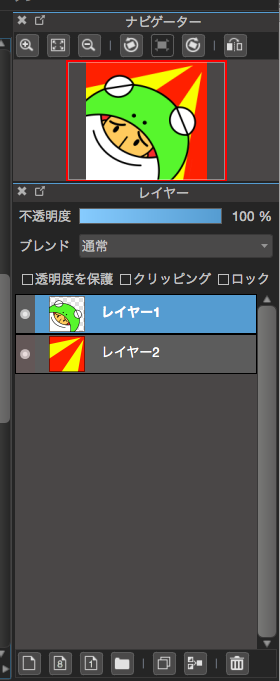 ナビゲーター
レイヤー
不透明度 100 %
ブレンド 通常
透明度を保護 クリッピング ロック
レイヤー1
レイヤー2
8 1